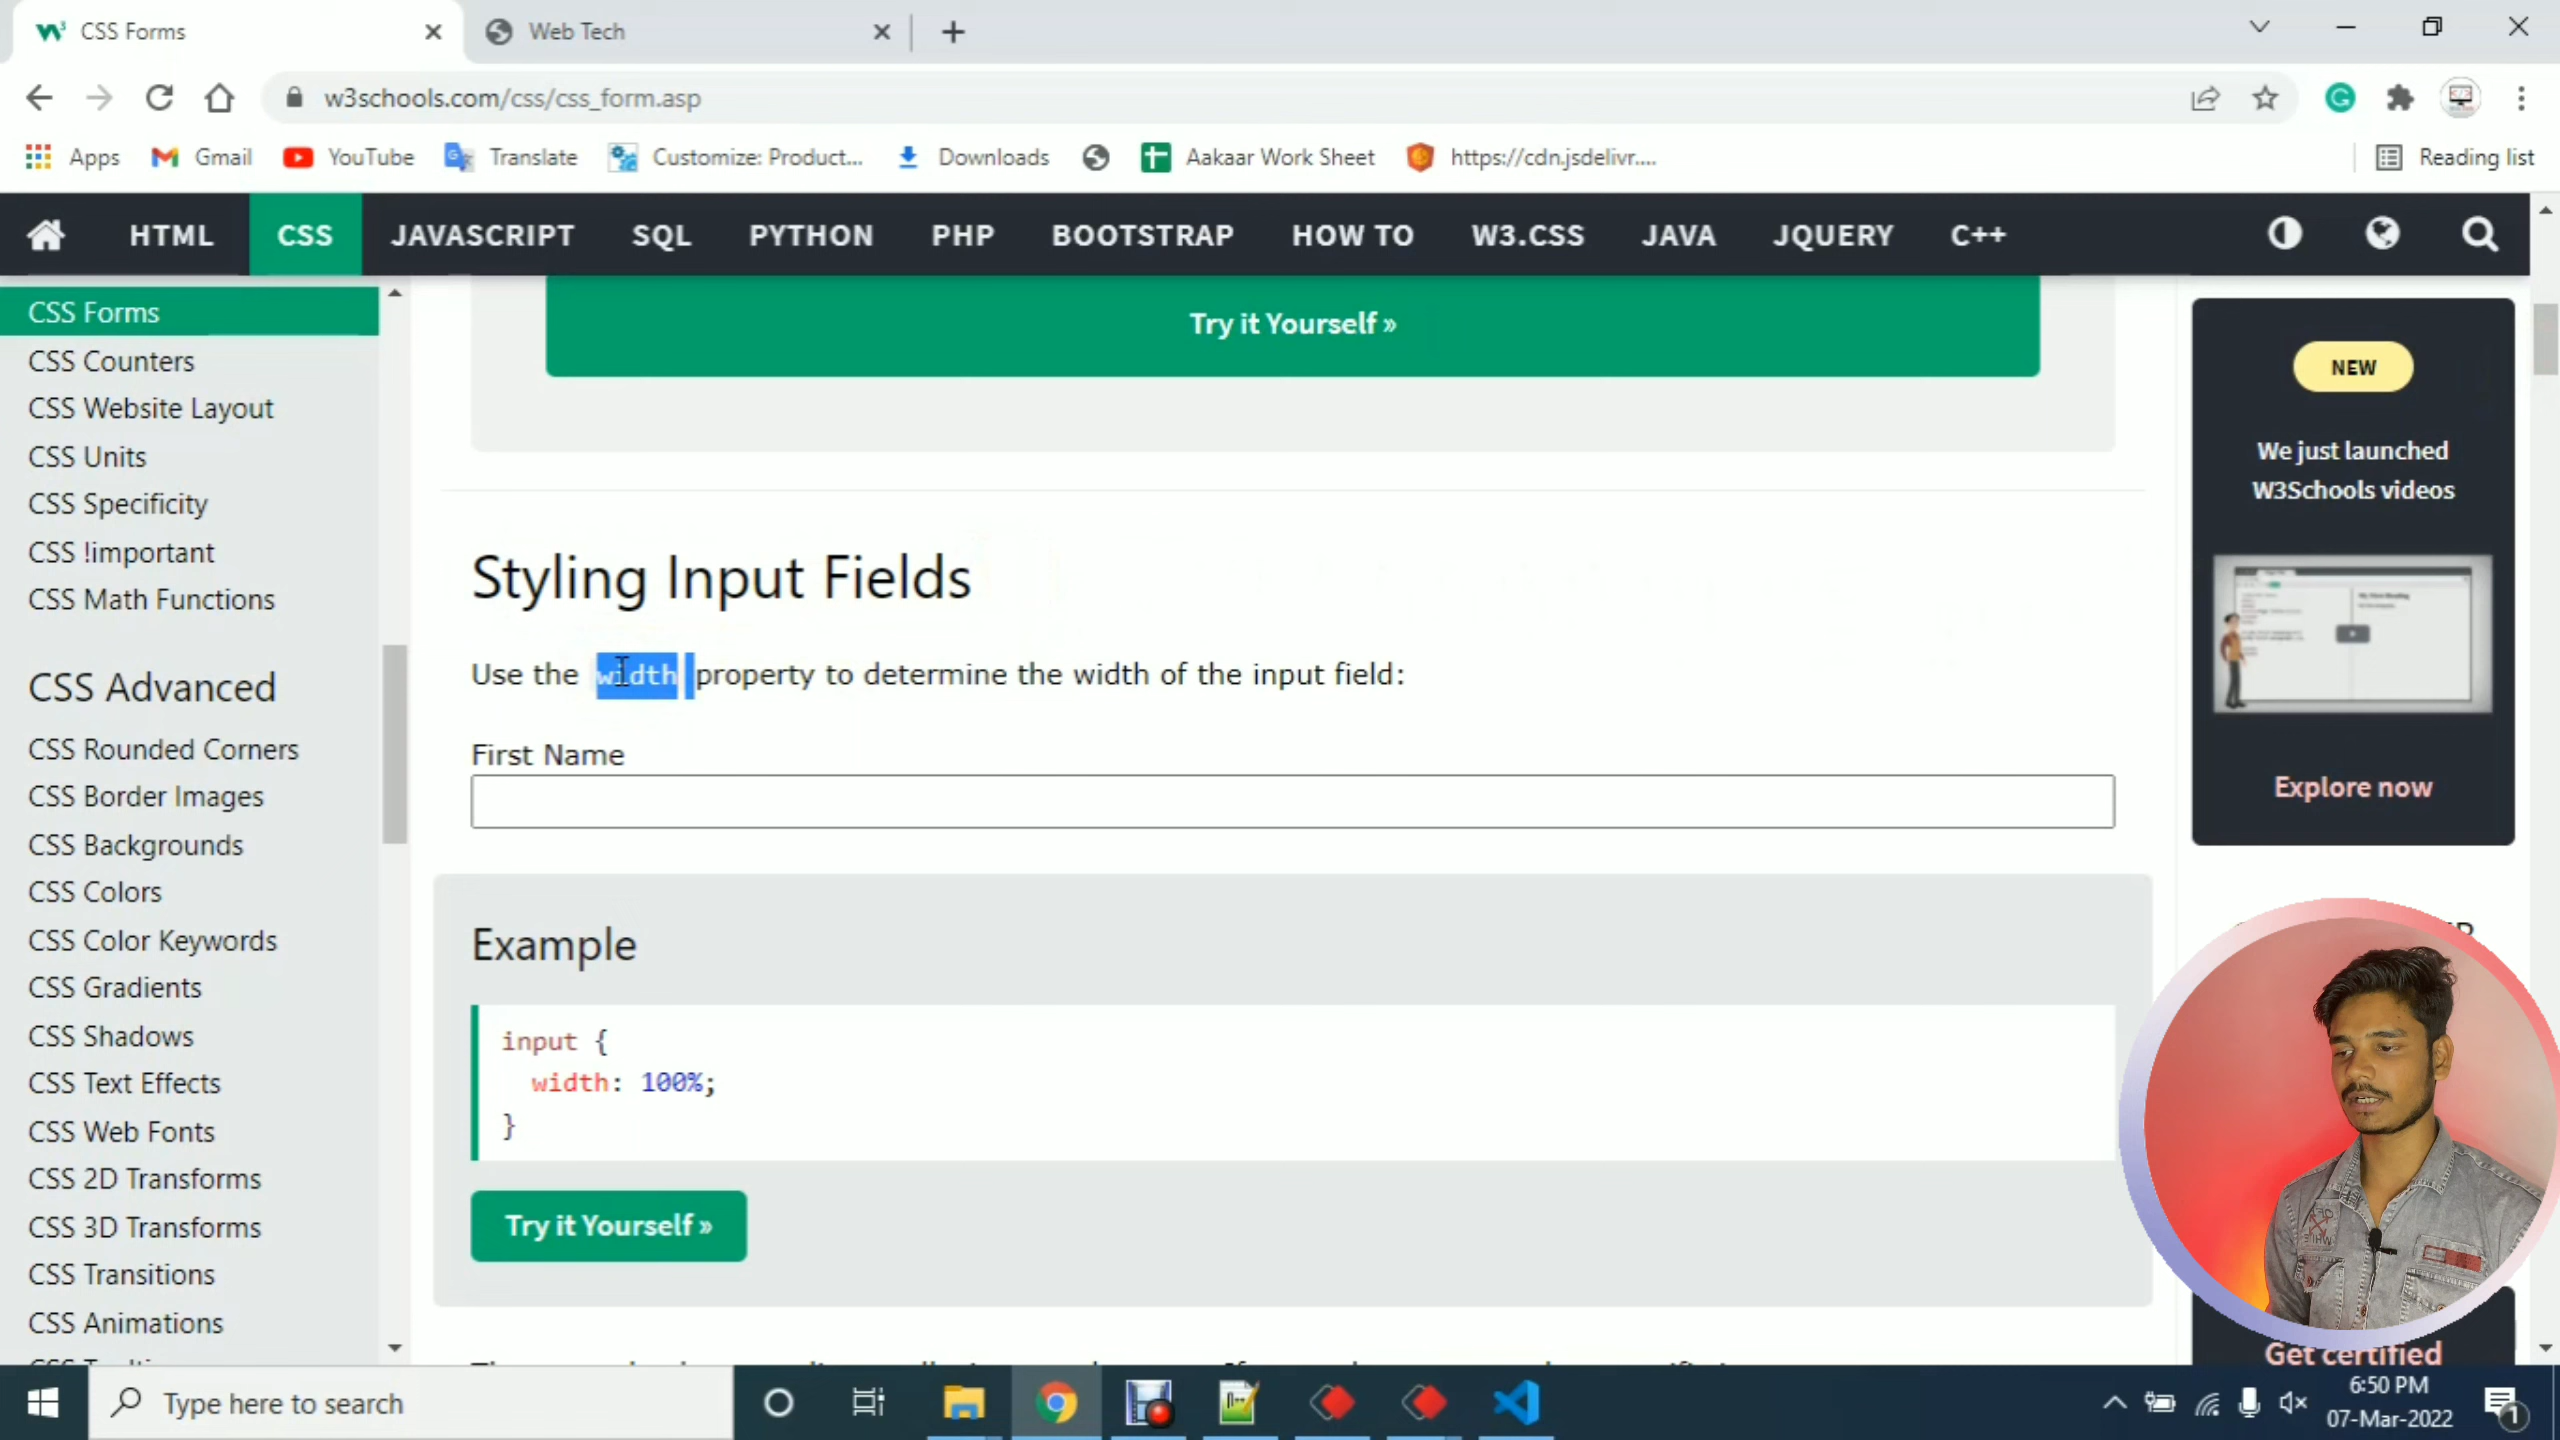 CSS Forms
Web Tech
w3schools.com/css/css_form.asp
Apps
Gmail
YouTube
Translate
Customize: Product...
Downloads
Aakaar Work Sheet
https://cdn.jsdelivr....
Reading list
HTML
CSS
JAVASCRIPT
SQL
PYTHON
PHP
BOOTSTRAP
HOW TO
W3.CSS
JAVA
JQUERY
C++
CSS Forms
CSS Counters
CSS Website Layout
CSS Units
CSS Specificity
CSS !important
CSS Math Functions
CSS Advanced
CSS Rounded Corners
CSS Border Images
CSS Backgrounds
CSS Colors
CSS Color Keywords
CSS Gradients
CSS Shadows
CSS Text Effects
CSS Web Fonts
CSS 2D Transforms
CSS 3D Transforms
CSS Transitions
CSS Animations
Try it Yourself »
Styling Input Fields
Use the width property to determine the width of the input field:
First Name
Example
input {
width: 100%;
}
Try it Yourself »
NEW
We just launched
W3Schools videos
Explore now
Get certified
Type here to search
6:50 PM
07-Mar-2022
1